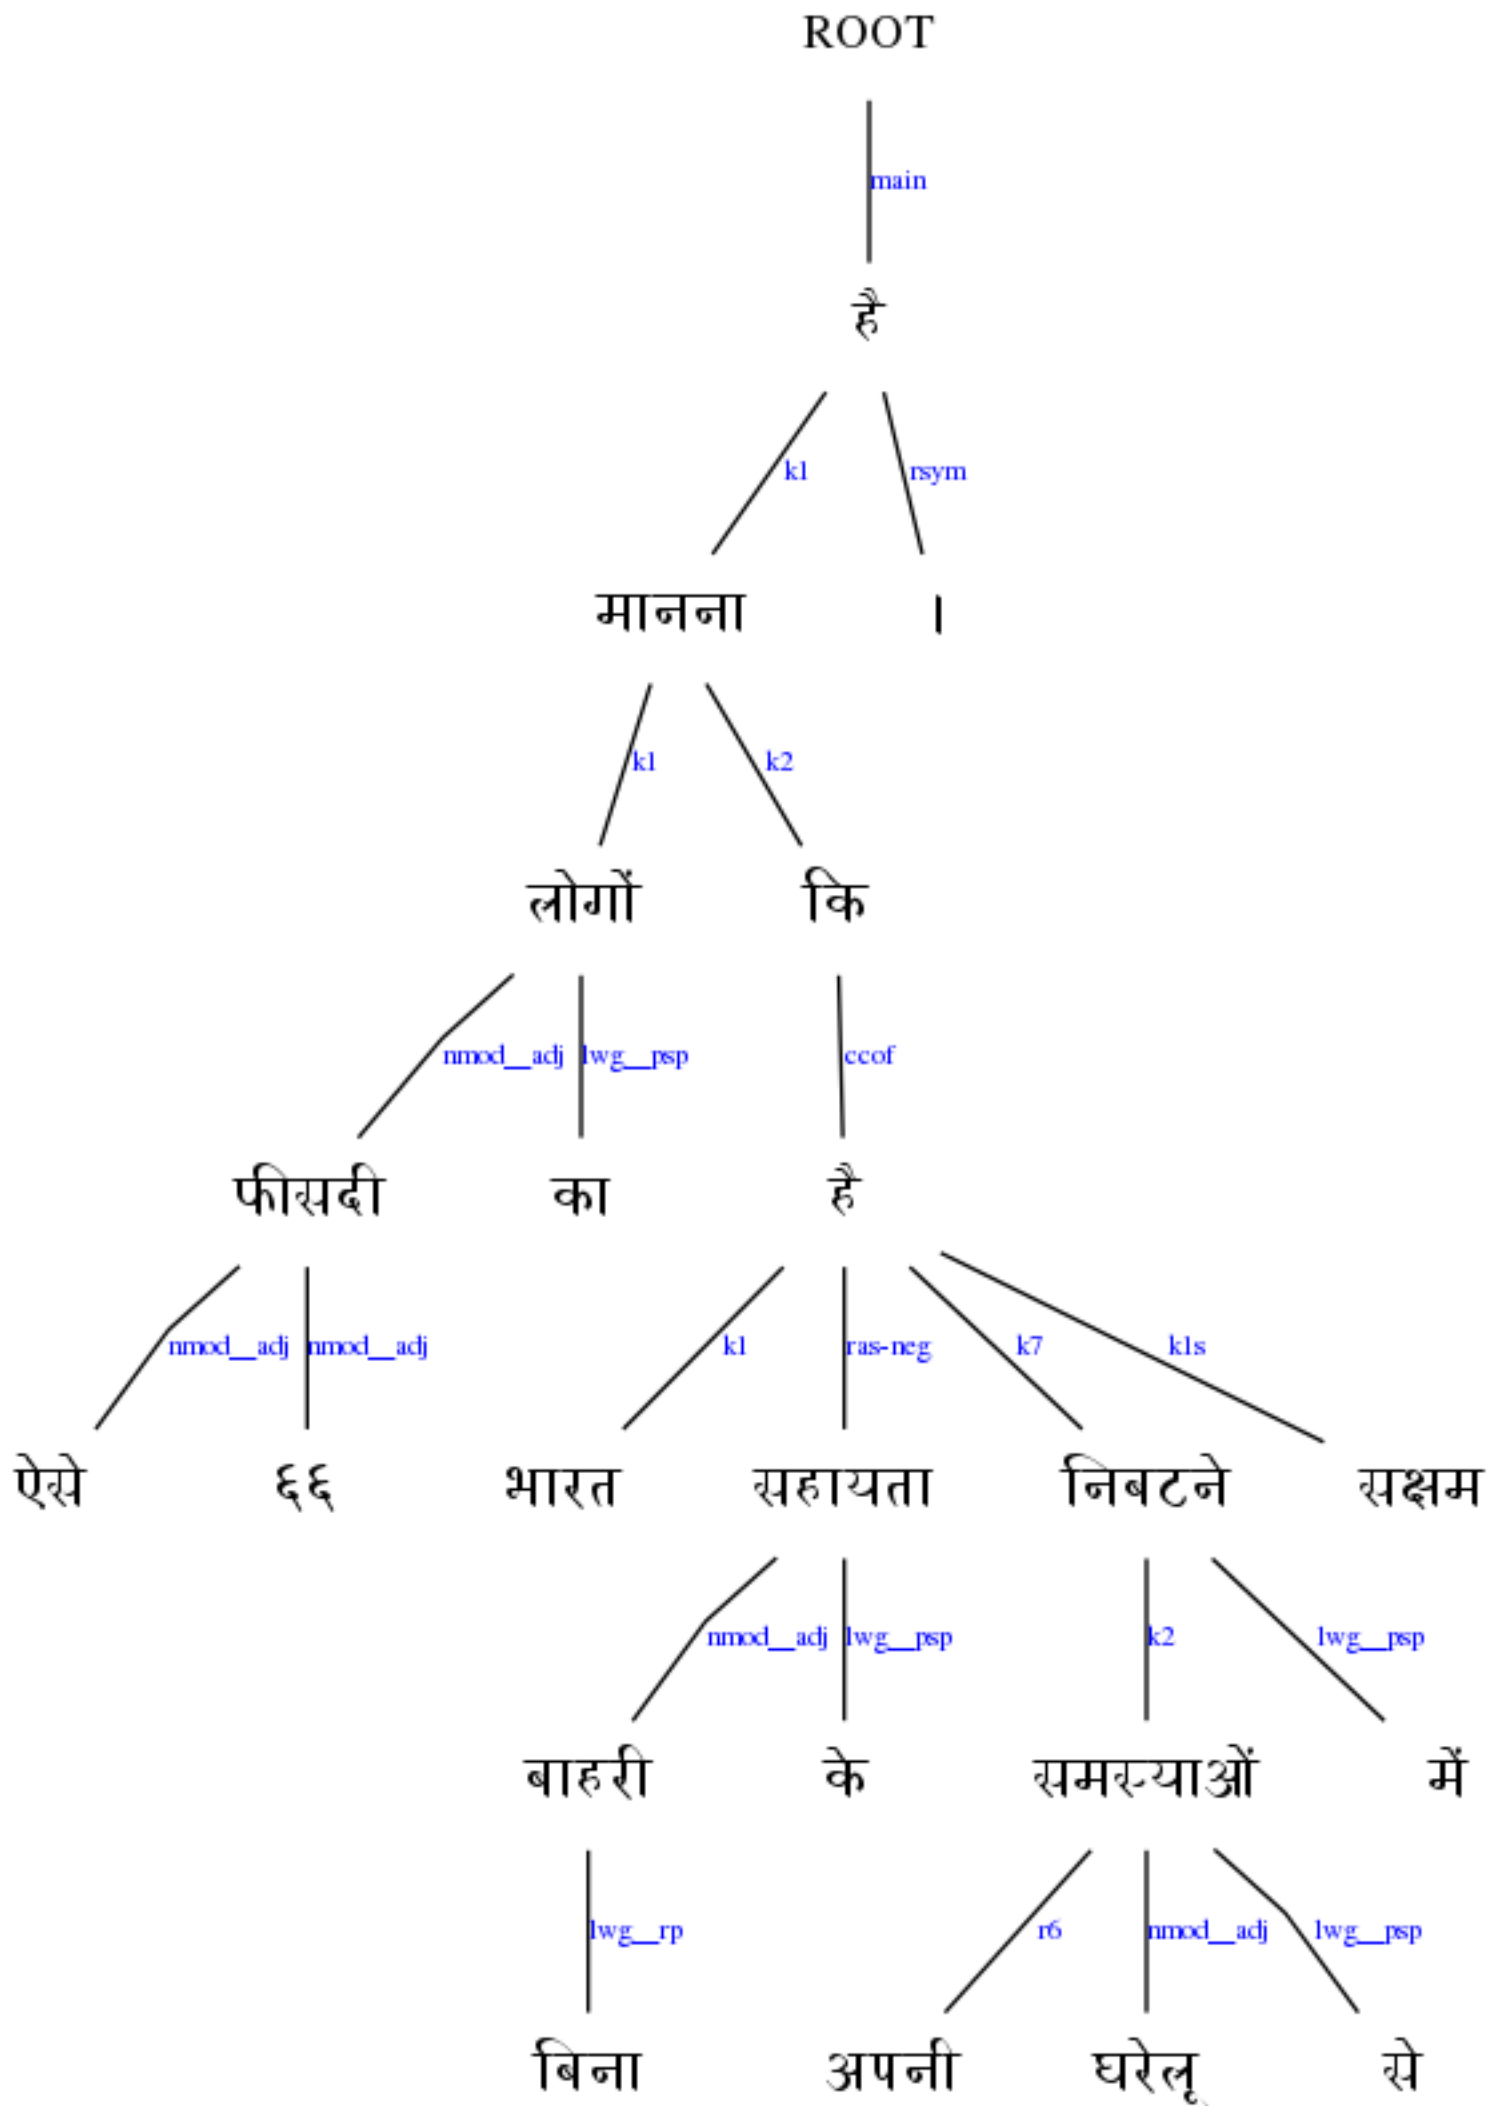 ROOT
main
है
k1 rsym
मानना ।
k1 k2
लोगों कि
nmod__adj lwg__psp ccof
फीसदी का है
nmod__adj nmod__adj k1 ras-neg k7 k1s
ऐसे ६६ भारत सहायता निबटने सक्षम
nmod__adj lwg__psp k2 lwg__psp
बाहरी के समस्याओं में
lwg__rp r6 nmod__adj lwg__psp
बिना अपनी घरेलू से